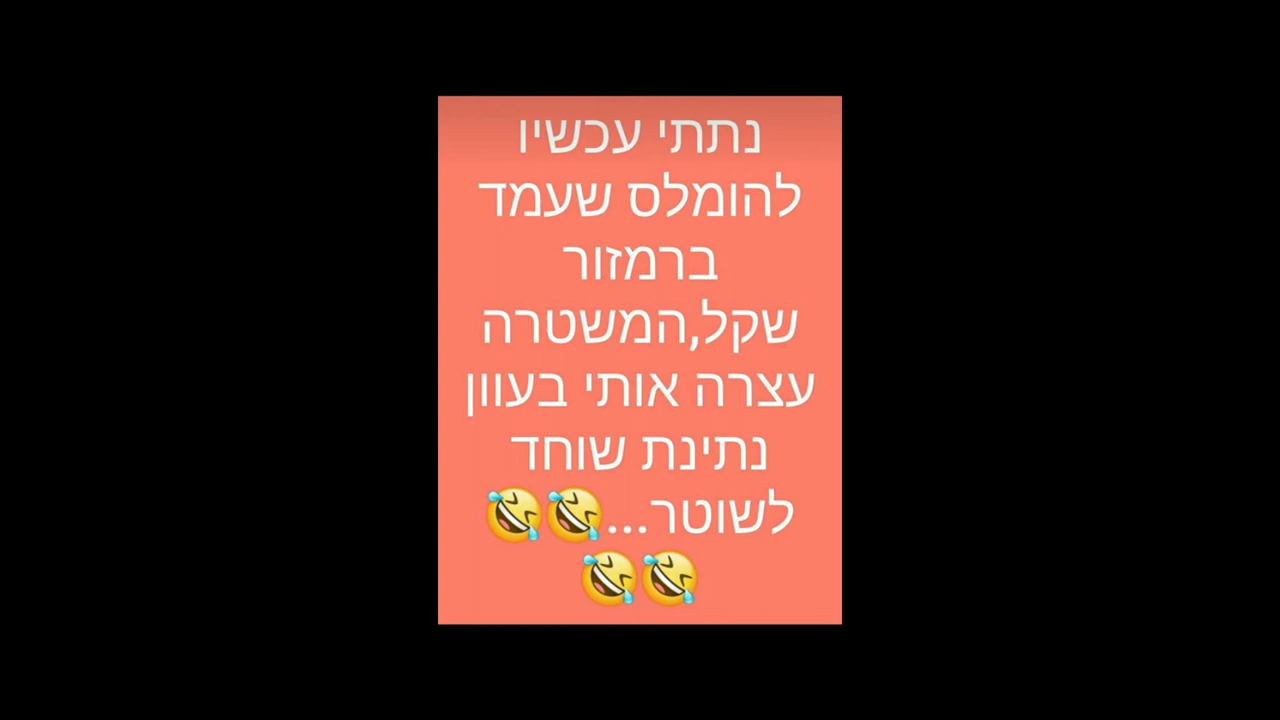 נתתי עכשיו
להומלס שעמד
ברמזור
שקל,המשטרה
עצרה אותי בעוון
נתינת שוחד
לשוטר...🤣🤣
🤣🤣